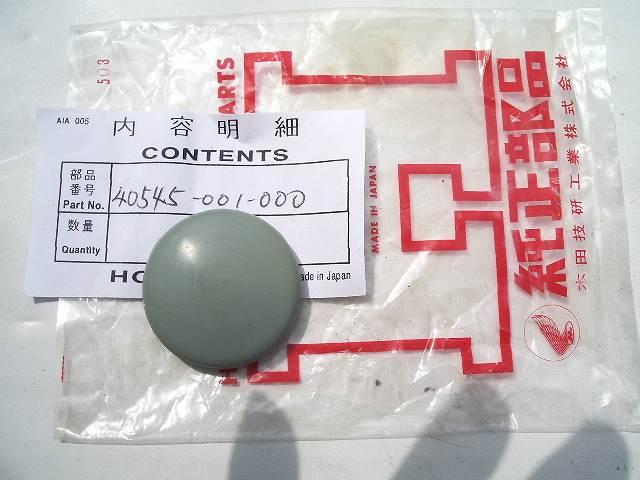 AIA 005
内容明細
CONTENTS
部品
番号
Part No.
40545-001-000
数量
Quantity
HO
Made in Japan
503
ARTS
MADE IN JAPAN
純正部品
本田技研工業株式会社